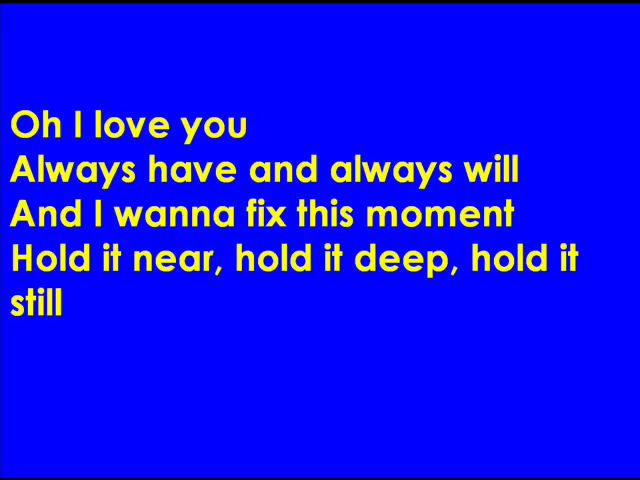 Oh I love you
Always have and always will
And I wanna fix this moment
Hold it near, hold it deep, hold it
still